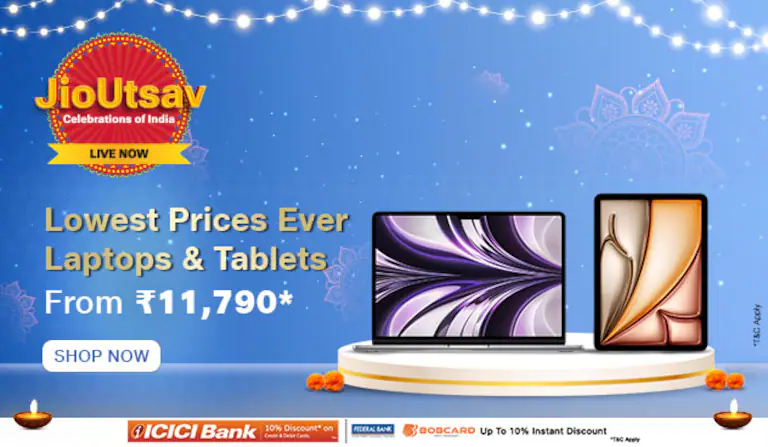 JioUtsav
Celebrations of India
LIVE NOW
Lowest Prices Ever
Laptops & Tablets
From ₹11,790*
SHOP NOW
*T&C Apply
ICICI Bank
10% Discount* on
Credit & Debit Cards.
FEDERAL BANK
BOBCARD
Up To 10% Instant Discount
*T&C Apply